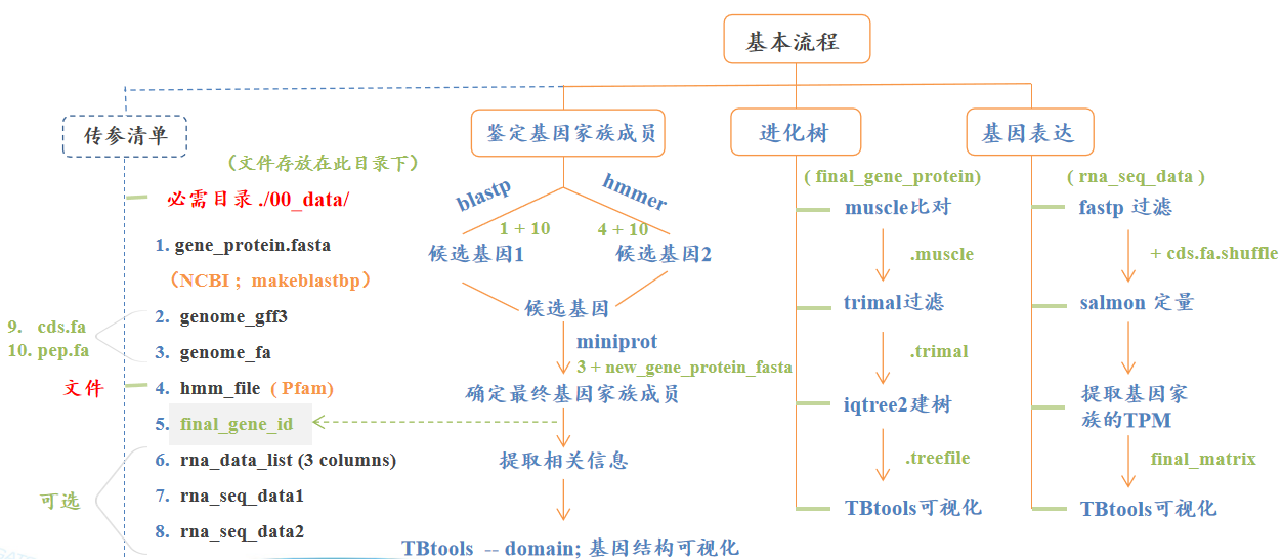 基本流程
传参清单
(文件存放在此目录下)
必需目录 ./00_data/
1. gene_protein.fasta
(NCBI ; makeblastbp)
2. genome_gff3
3. genome_fa
9. cds.fa
10. pep.fa
文件
4. hmm_file ( Pfam)
5. final_gene_id
6. rna_data_list (3 columns)
7. rna_seq_data1
8. rna_seq_data2
可选
鉴定基因家族成员
blastp
hmmer
1 + 10
4 + 10
候选基因1
候选基因2
候选基因
miniprot
3 + new_gene_protein_fasta
确定最终基因家族成员
提取相关信息
TBtools -- domain; 基因结构可视化
进化树
( final_gene_protein)
muscle比对
.muscle
trimal过滤
.trimal
iqtree2建树
.treefile
TBtools可视化
基因表达
( rna_seq_data )
fastp 过滤
+ cds.fa.shuffle
salmon 定量
提取基因家
族的TPM
final_matrix
TBtools可视化